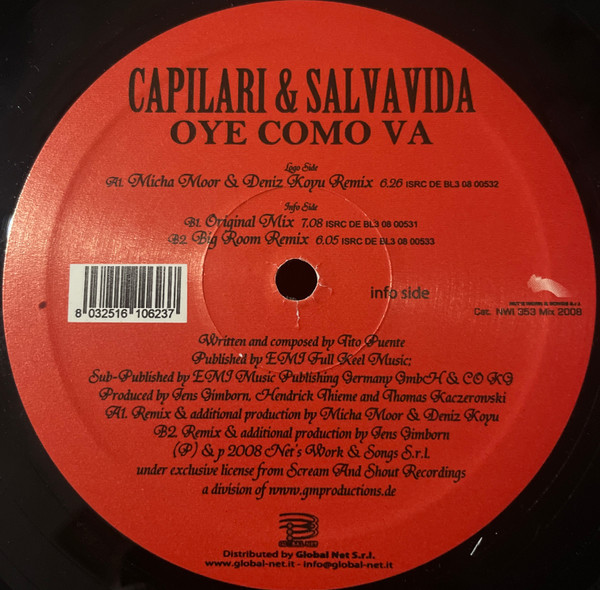 CAPILARI & SALVAVIDA
OYE COMO VA
Logo Side
A1. Micha Moor & Deniz Koyu Remix 6.26 ISRC DE BL3 08 00532
Info Side
B1. Original Mix 7.08 ISRC DE BL3 08 00531
B2. Big Room Remix 6.05 ISRC DE BL3 08 00533
8 032516 106237
info side
Cat. NWI 353 Mix 2008
Written and composed by Tito Puente
Published by EMI Full Keel Music;
Sub-Published by EMI Music Publishing Germany GmbCH & CO KG
Produced by Jens Gimborn, Hendrick Thieme and Thomas Kaczerowski
A1. Remix & additional production by Micha Moor & Deniz Koyu
B2. Remix & additional production by Jens Gimborn
(P) & p 2008 Net's Work & Songs S.r.l.
under exclusive license from Scream And Shout Recordings
a division of www.gmproductions.de
Distributed by Global Net S.r.l.
www.global-net.it - info@global-net.it